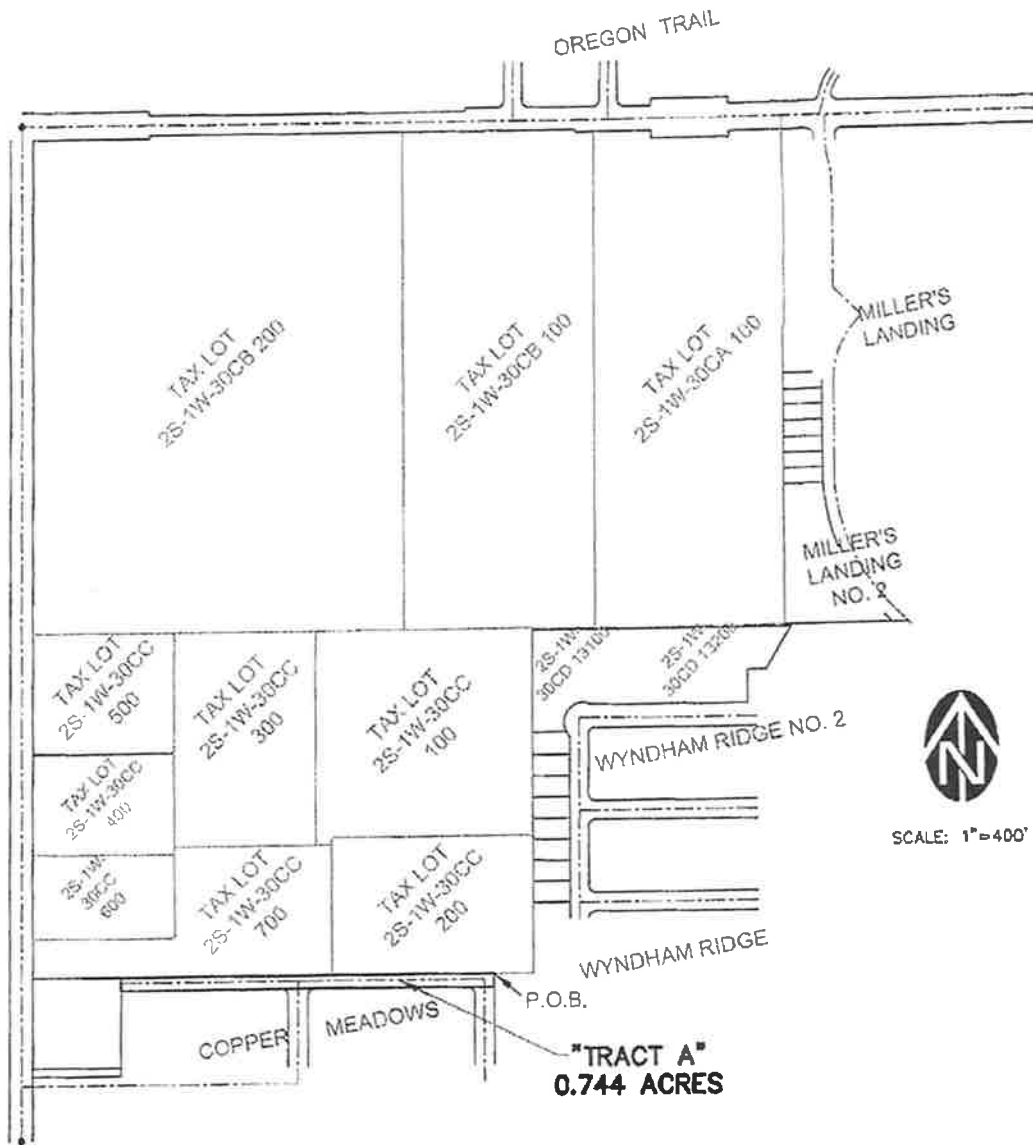 OREGON TRAIL
TAX LOT
2S-1W-30CB 200
TAX LOT
2S-1W-30CB 100
TAX LOT
2S-1W-30CA 100
MILLER'S
LANDING
MILLER'S
LANDING
NO. 2
TAX LOT
2S-1W-30CC
500
TAX LOT
2S-1W-30CC
300
TAX LOT
2S-1W-30CC
100
2S-1W-
30CD 13100
2S-1W-
30CD 13200
TAX LOT
2S-1W-30CC
400
WYNDHAM RIDGE NO. 2
N
SCALE: 1"=400'
2S-1W-
30CC
600
TAX LOT
2S-1W-30CC
700
TAX LOT
2S-1W-30CC
200
WYNDHAM RIDGE
P.O.B.
COPPER MEADOWS
"TRACT A"
0.744 ACRES